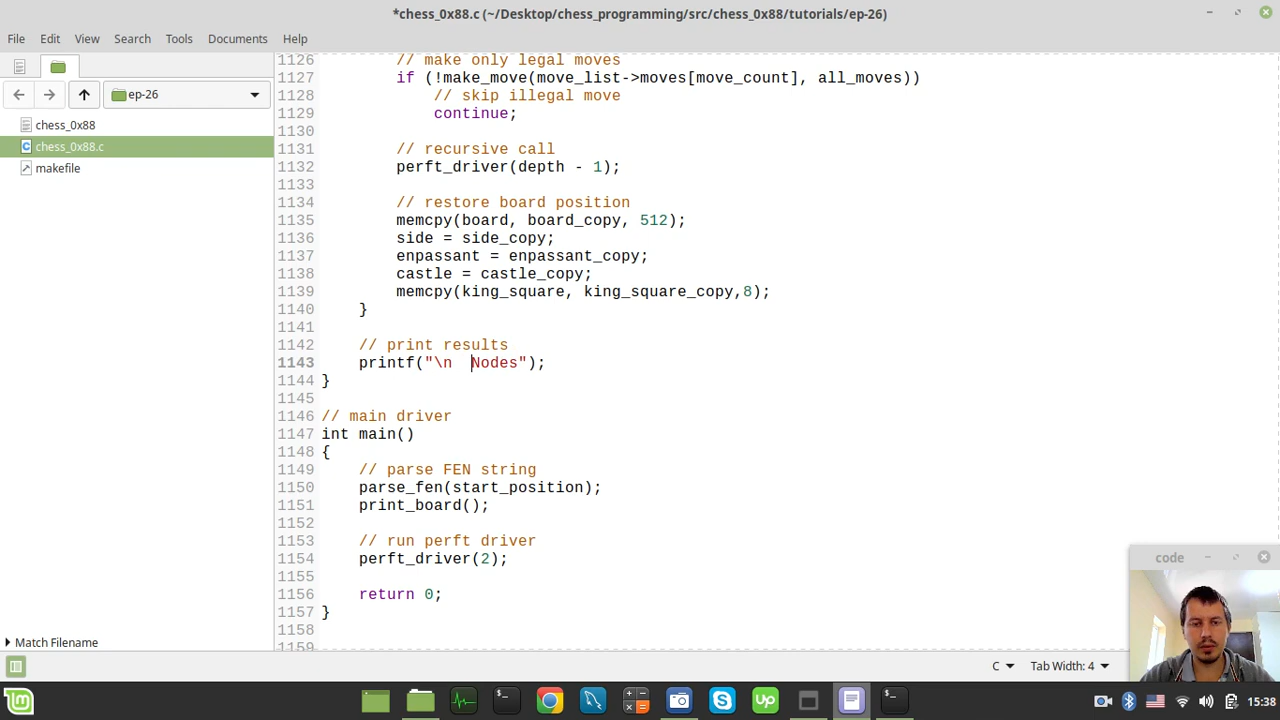 *chess_0x88.c (~/Desktop/chess_programming/src/chess_0x88/tutorials/ep-26)
File Edit View Search Tools Documents Help
ep-26
chess_0x88
chess_0x88.c
makefile
Match Filename
1126 // make only legal moves
1127 if (!make_move(move_list->moves[move_count], all_moves))
1128 // skip illegal move
1129 continue;
1130
1131 // recursive call
1132 perft_driver(depth - 1);
1133
1134 // restore board position
1135 memcpy(board, board_copy, 512);
1136 side = side_copy;
1137 enpassant = enpassant_copy;
1138 castle = castle_copy;
1139 memcpy(king_square, king_square_copy,8);
1140 }
1141
1142 // print results
1143 printf("\n  Nodes");
1144 }
1145
1146 // main driver
1147 int main()
1148 {
1149 // parse FEN string
1150 parse_fen(start_position);
1151 print_board();
1152
1153 // run perft driver
1154 perft_driver(2);
1155
1156 return 0;
1157 }
1158
1159
code
C Tab Width: 4
15:38